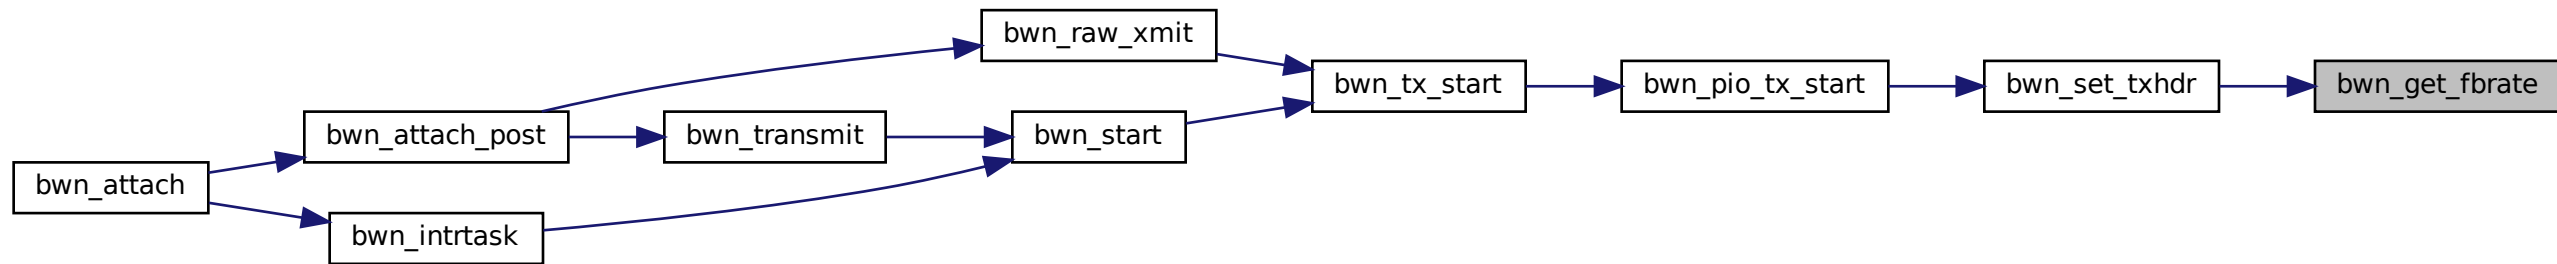 bwn_attach
bwn_attach_post
bwn_intrtask
bwn_transmit
bwn_raw_xmit
bwn_start
bwn_tx_start
bwn_pio_tx_start
bwn_set_txhdr
bwn_get_fbrate